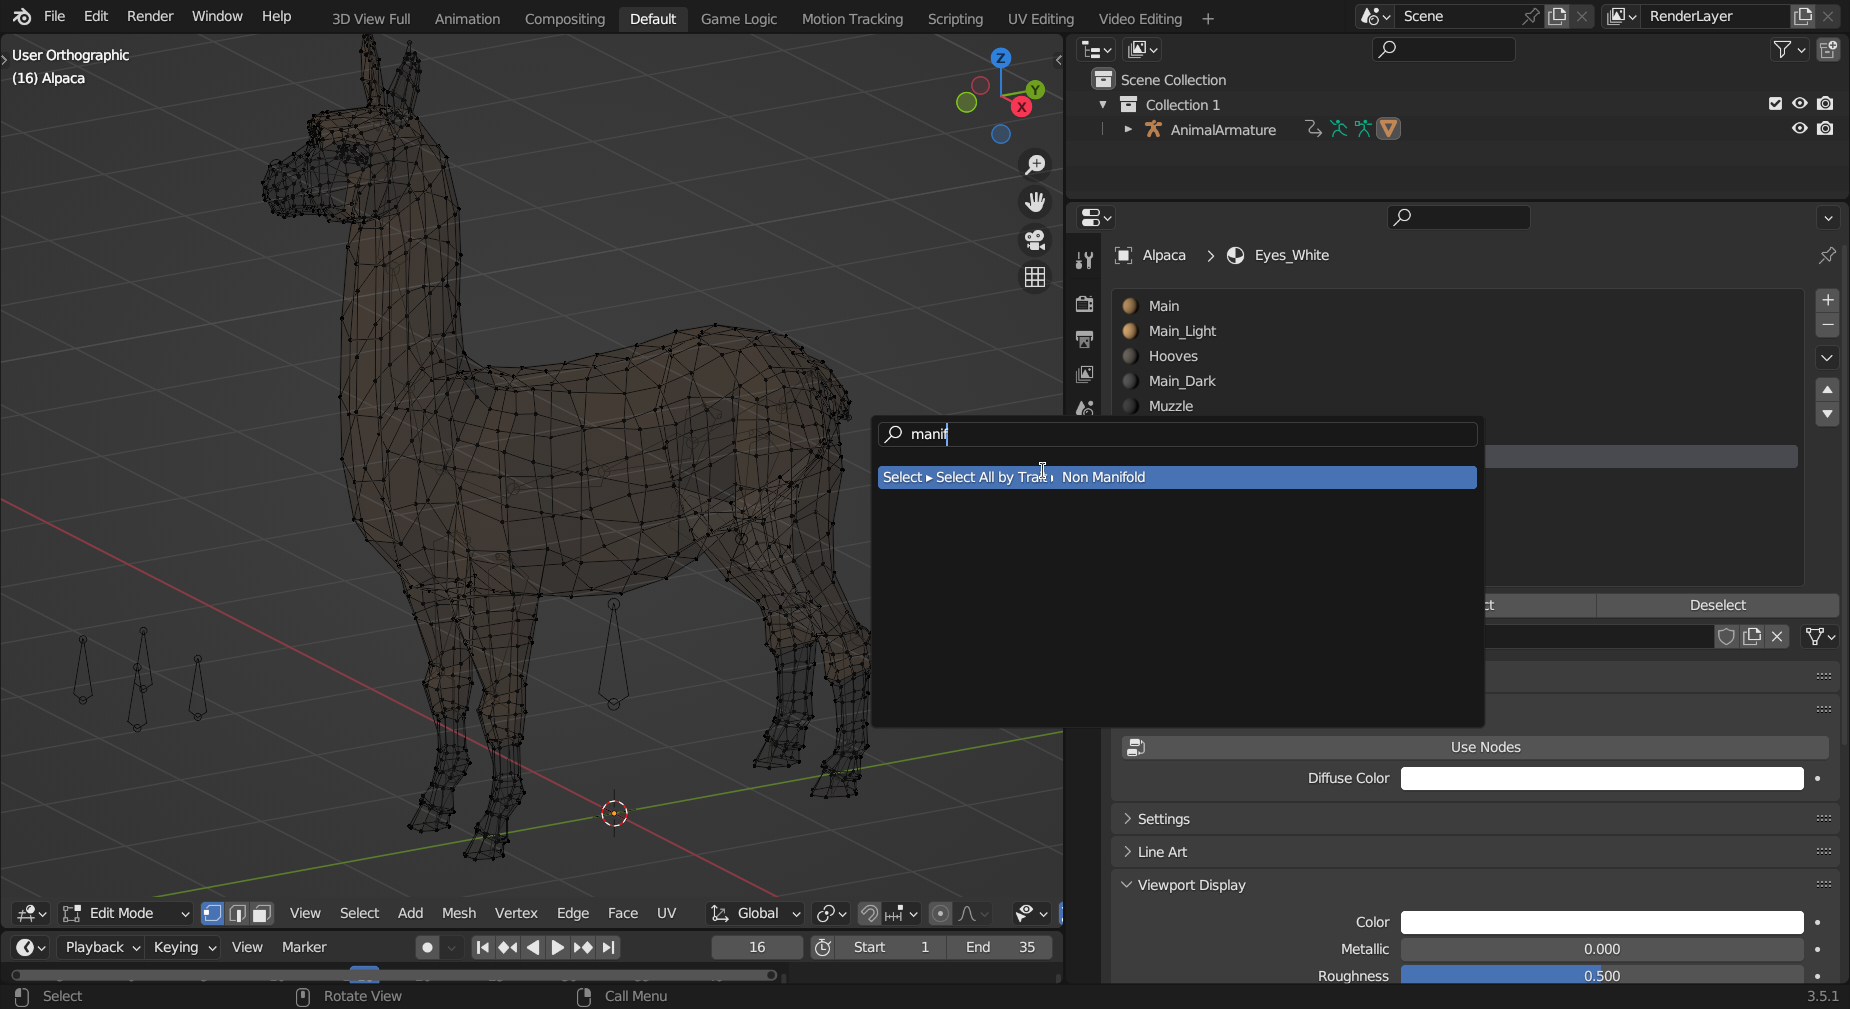 File Edit Render Window Help 3D View Full Animation Compositing Default Game Logic Motion Tracking Scripting UV Editing Video Editing Scene RenderLayer
User Orthographic
(16) Alpaca
Z
Y
X
Scene Collection
Collection 1
AnimalArmature
Alpaca > Eyes_White
Main
Main_Light
Hooves
Main_Dark
Muzzle
manif
Select ▸ Select All by Trait ▸ Non Manifold
Deselect
Use Nodes
Diffuse Color
Settings
Line Art
Viewport Display
Color
Metallic 0.000
Roughness 0.500
Edit Mode View Select Add Mesh Vertex Edge Face UV Global
Playback Keying View Marker 16 Start 1 End 35
Select Rotate View Call Menu 3.5.1